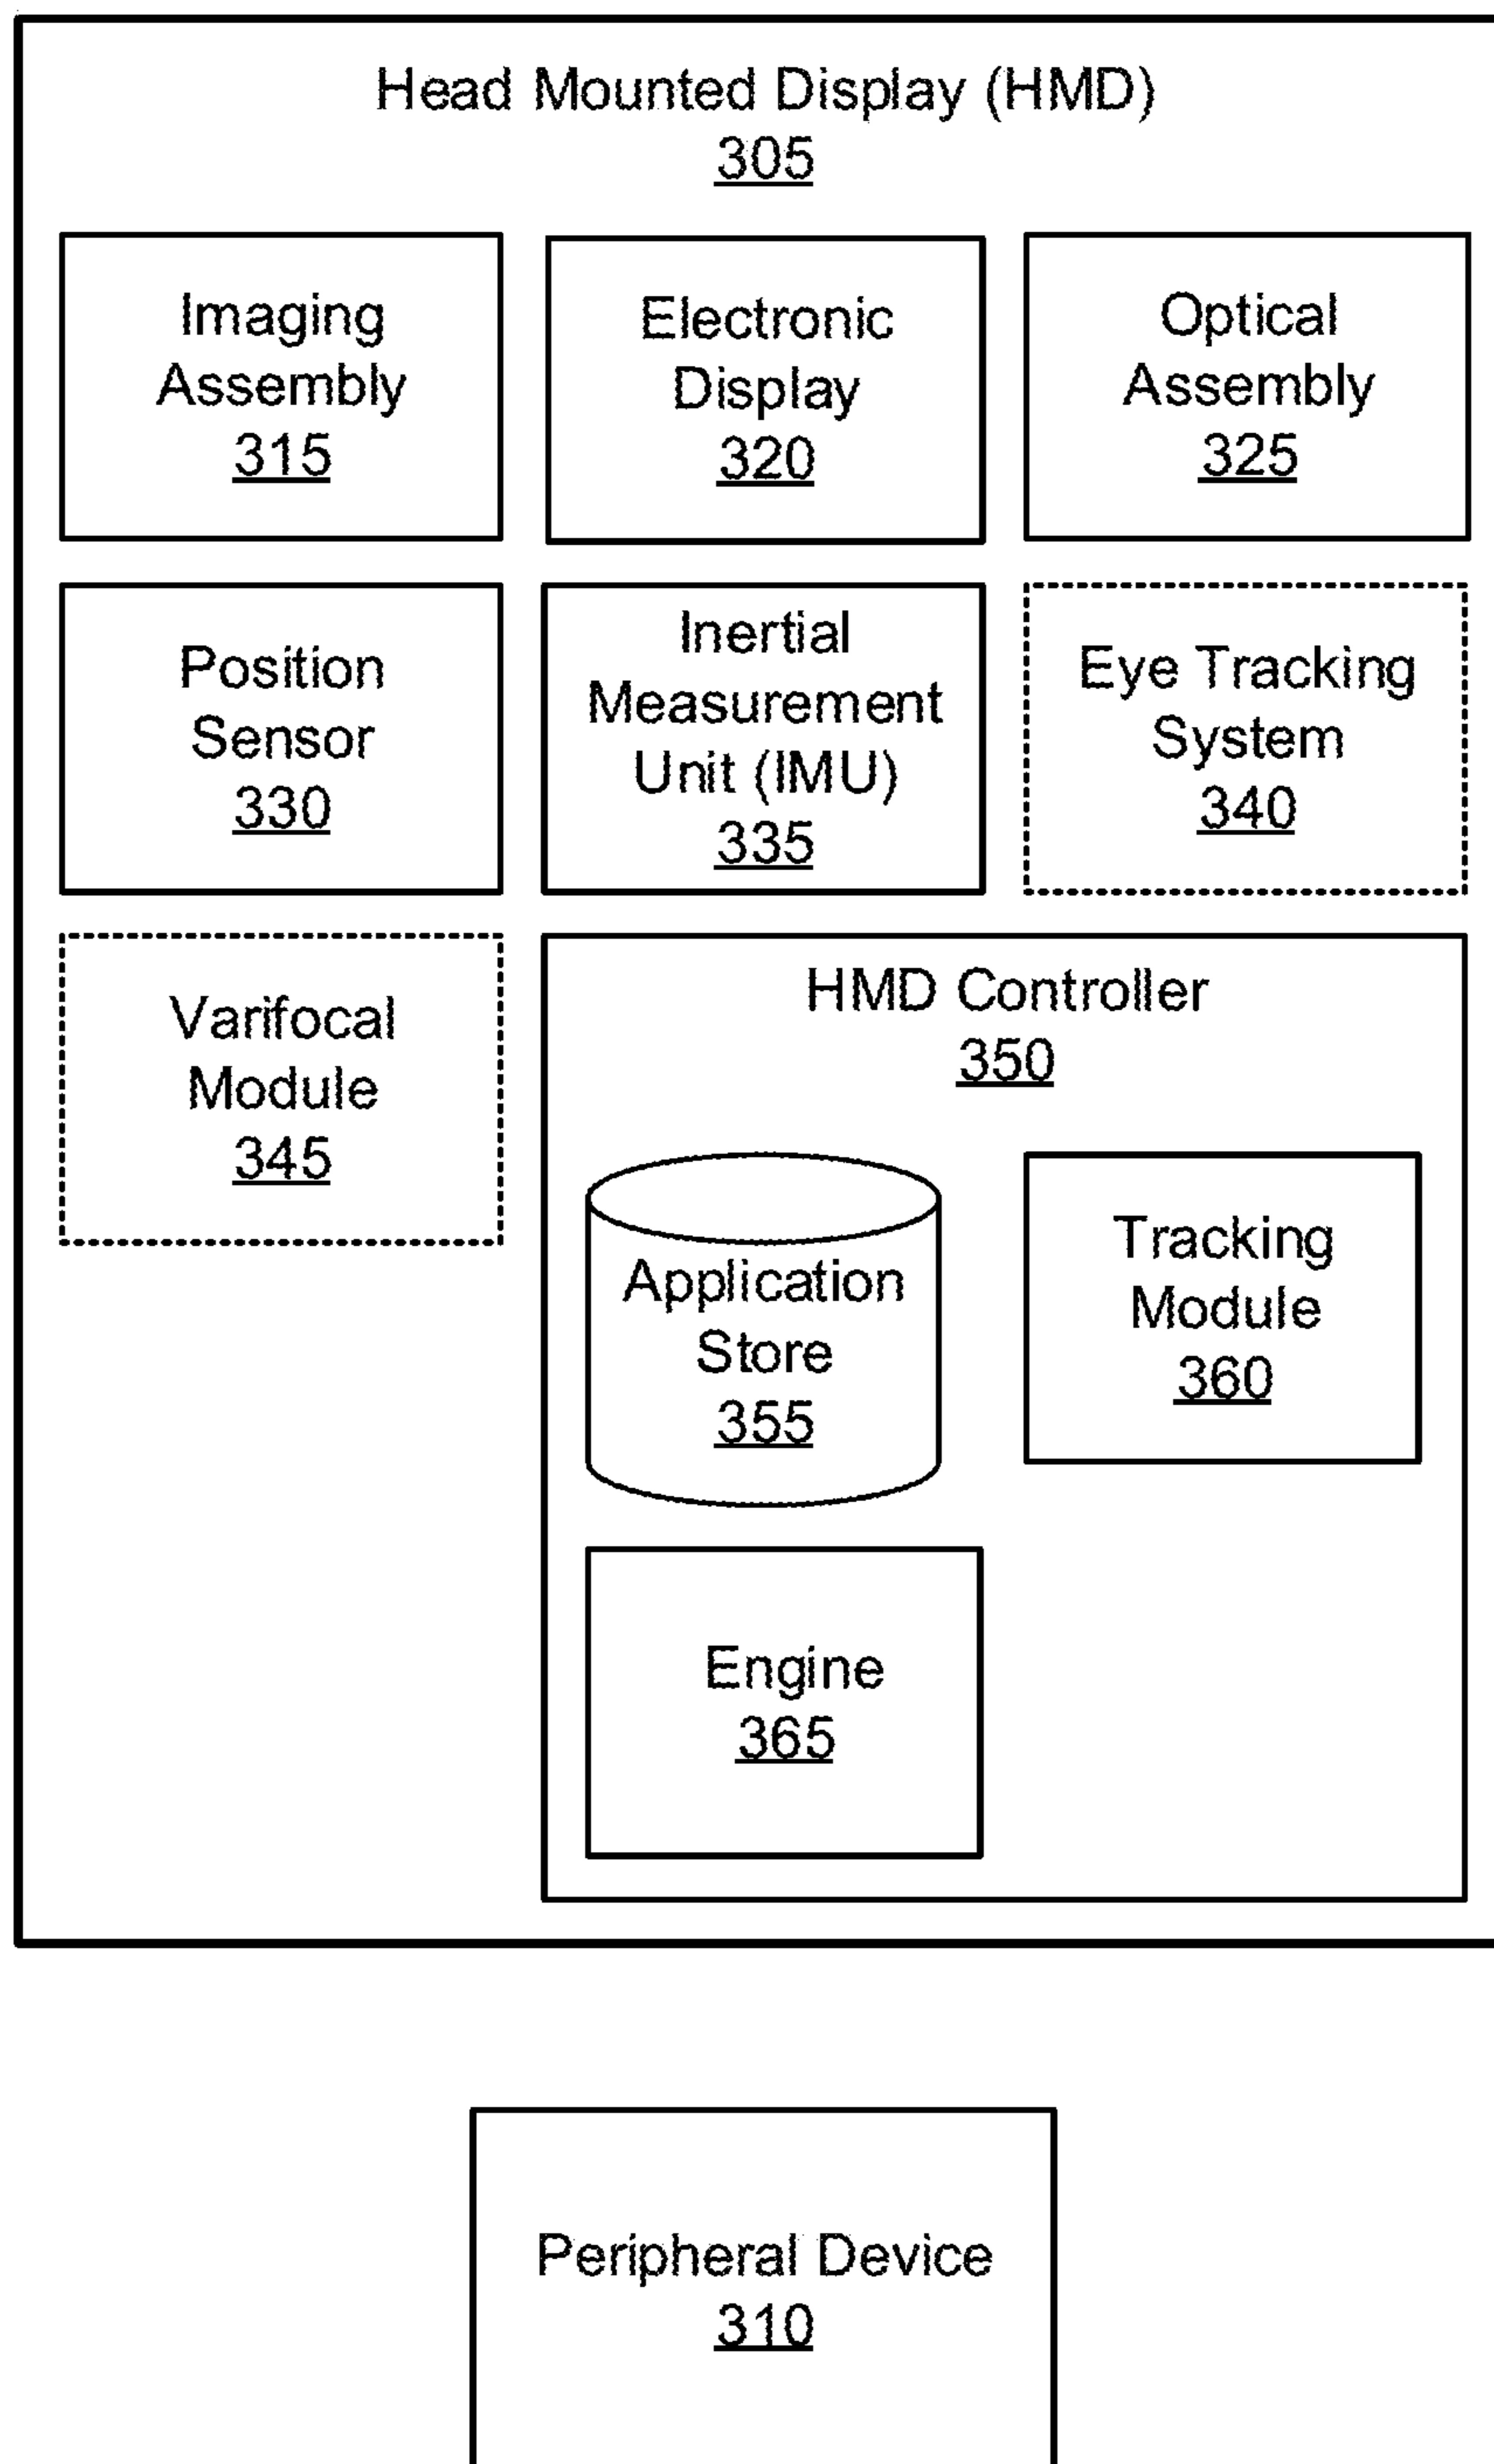 Head Mounted Display (HMD)
305
Imaging
Assembly
315
Electronic
Display
320
Optical
Assembly
325
Position
Sensor
330
Inertial
Measurement
Unit (IMU)
335
Eye Tracking
System
340
Varifocal
Module
345
HMD Controller
350
Application
Store
355
Tracking
Module
360
Engine
365
Peripheral Device
310